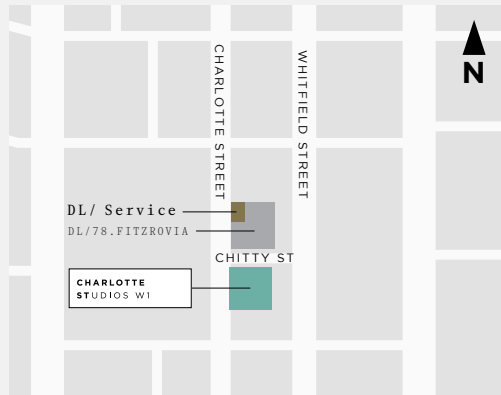 CHARLOTTE STREET
WHITFIELD STREET
N
DL/ Service
DL/78.FITZROVIA
CHITTY ST
CHARLOTTE
STUDIOS W1